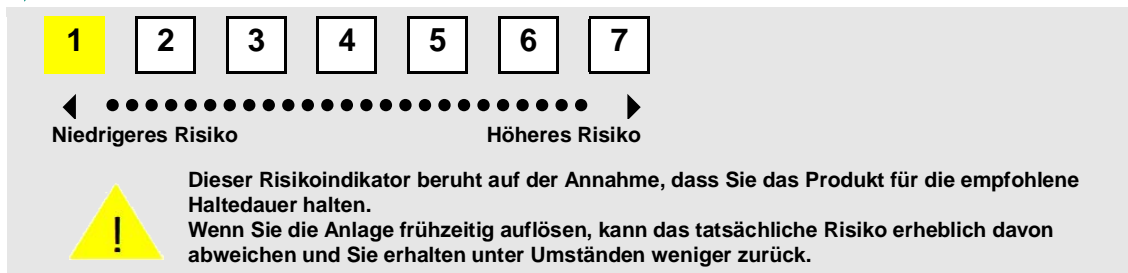 1 2 3 4 5 6 7
Niedrigeres Risiko Höheres Risiko
Dieser Risikoindikator beruht auf der Annahme, dass Sie das Produkt für die empfohlene
Haltedauer halten.
! Wenn Sie die Anlage frühzeitig auflösen, kann das tatsächliche Risiko erheblich davon
abweichen und Sie erhalten unter Umständen weniger zurück.